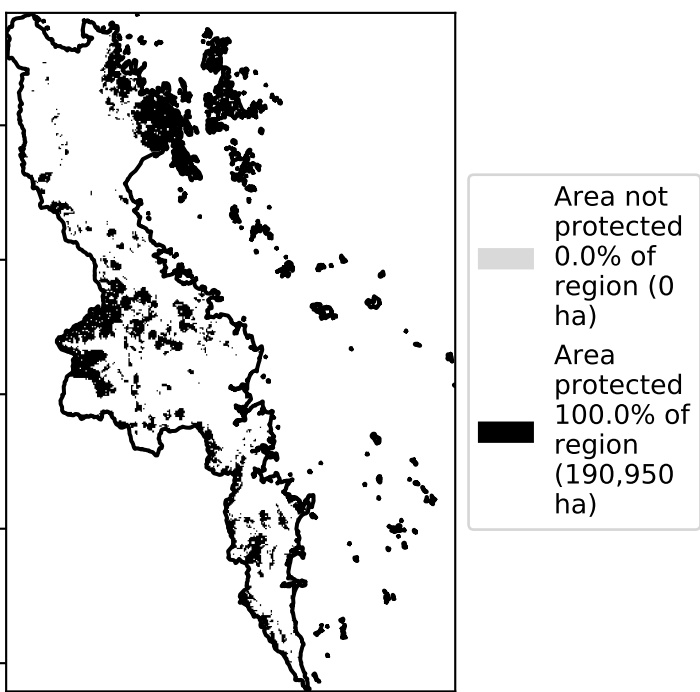 Area not
protected
0.0% of
region (0
ha)
Area
protected
100.0% of
region
(190,950
ha)